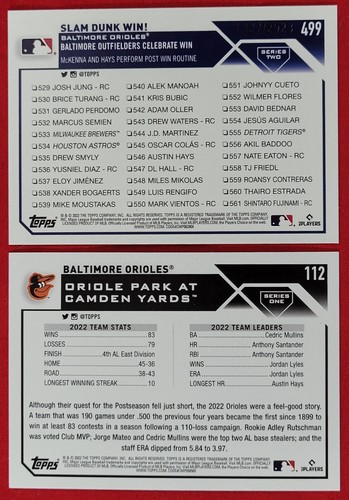 SLAM DUNK WIN!
499
BALTIMORE ORIOLES®
BALTIMORE OUTFIELDERS CELEBRATE WIN
SERIES TWO
MCKENNA AND HAYS PERFORM POST WIN ROUTINE
@TOPPS
529 JOSH JUNG - RC
530 BRICE TURANG - RC
531 GERALDO PERDOMO
532 MARCUS SEMIEN
533 MILWAUKEE BREWERS™
534 HOUSTON ASTROS®
535 DREW SMYLY
536 YUSNIEL DIAZ - RC
537 ELOY JIMÉNEZ
538 XANDER BOGAERTS
539 MIKE MOUSTAKAS
540 ALEK MANOAH
541 KRIS BUBIC
542 ADAM OLLER
543 DREW WATERS - RC
544 J.D. MARTINEZ
545 OSCAR COLÁS - RC
546 AUSTIN HAYS
547 DL HALL - RC
548 MILES MIKOLAS
549 LUIS RENGIFO
550 MARK VIENTOS - RC
551 JOHNNY CUETO
552 WILMER FLORES
553 DAVID BEDNAR
554 JESÚS AGUILAR
555 DETROIT TIGERS®
556 AKIL BADDOO
557 NATE EATON - RC
558 TJ FRIEDL
559 RONSY CONTRERAS
560 THAIRO ESTRADA
561 SHINTARO FUJINAMI - RC
Topps
PLAYERS
BALTIMORE ORIOLES®
112
ORIOLE PARK AT
CAMDEN YARDS™
SERIES ONE
@TOPPS
2022 TEAM STATS
WINS 83
LOSSES 79
FINISH 4th AL East Division
HOME 45-36
ROAD 38-43
LONGEST WINNING STREAK 10
2022 TEAM LEADERS
BA Cedric Mullins
HR Anthony Santander
RBI Anthony Santander
WINS Jordan Lyles
ERA Jordan Lyles
LONGEST HR Austin Hays
Although their quest for the Postseason fell just short, the 2022 Orioles were a feel-good story.
A team that was 190 games under .500 the previous four years became the first since 1899 to
win at least 83 contests in a season following a 110-loss campaign. Rookie Adley Rutschman
was voted Club MVP; Jorge Mateo and Cedric Mullins were the top two AL base stealers; and the
staff ERA dipped from 5.84 to 3.97.
Topps
PLAYERS